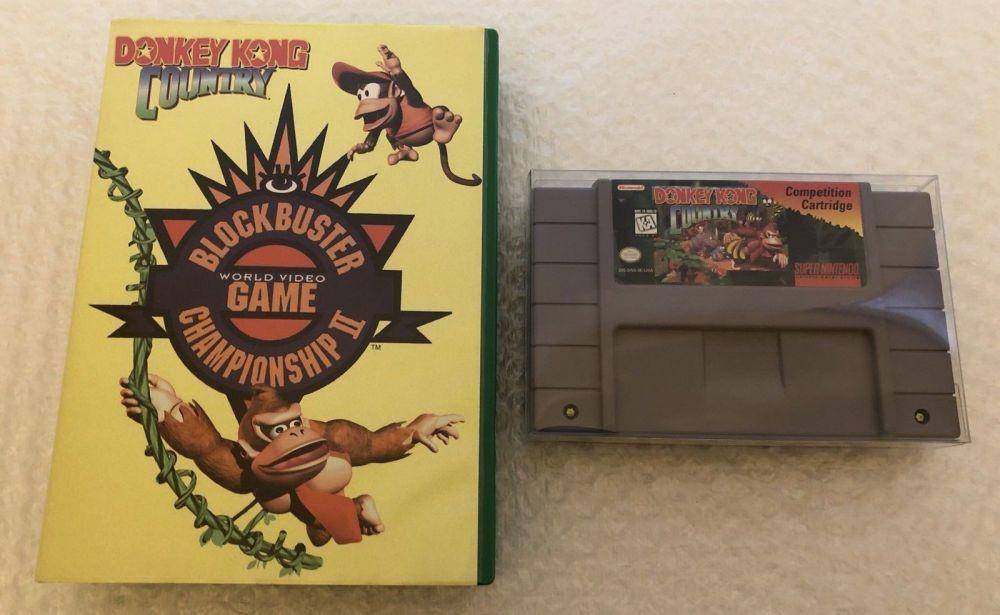 DONKEY KONG
COUNTRY
BLOCKBUSTER
WORLD VIDEO
GAME
CHAMPIONSHIP II
TM
Nintendo
DONKEY KONG
COUNTRY
Competition
Cartridge
K-A
SUPER NINTENDO